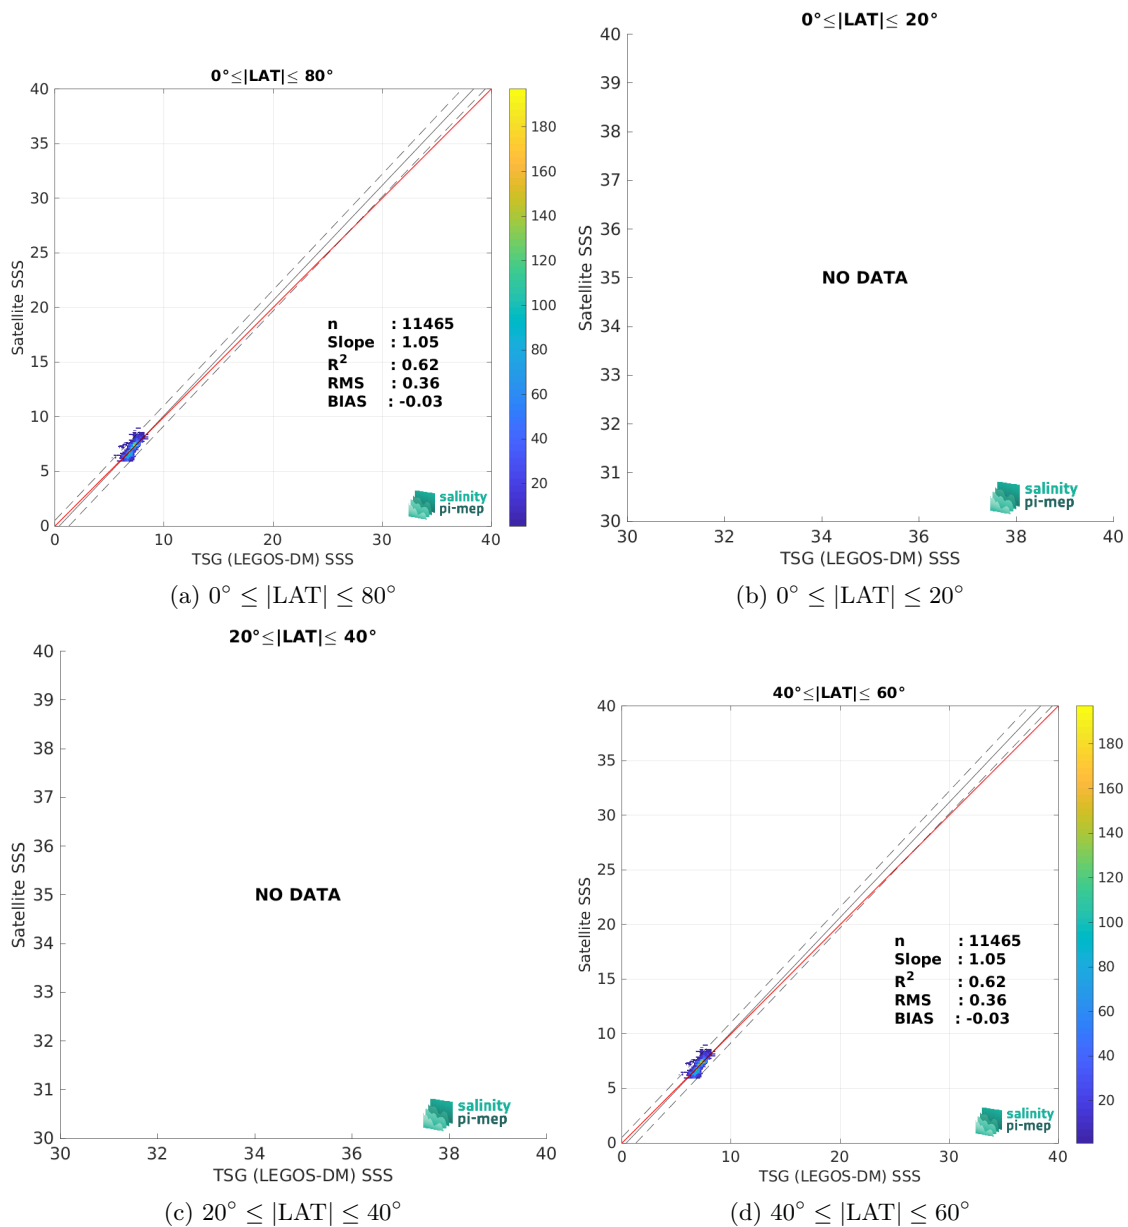 0°≤|LAT|≤ 80°
40
35
30
25
20
15
10
5
0
Satellite SSS
n : 11465
Slope : 1.05
R² : 0.62
RMS : 0.36
BIAS : -0.03
salinity
pi-mep
0 10 20 30 40
TSG (LEGOS-DM) SSS
180
160
140
120
100
80
60
40
20
(a) 0° ≤ |LAT| ≤ 80°
0°≤|LAT|≤ 20°
40
39
38
37
36
35
34
33
32
31
30
Satellite SSS
NO DATA
salinity
pi-mep
30 32 34 36 38 40
TSG (LEGOS-DM) SSS
(b) 0° ≤ |LAT| ≤ 20°
20°≤|LAT|≤ 40°
40
39
38
37
36
35
34
33
32
31
30
Satellite SSS
NO DATA
salinity
pi-mep
30 32 34 36 38 40
TSG (LEGOS-DM) SSS
(c) 20° ≤ |LAT| ≤ 40°
40°≤|LAT|≤ 60°
40
35
30
25
20
15
10
5
0
Satellite SSS
n : 11465
Slope : 1.05
R² : 0.62
RMS : 0.36
BIAS : -0.03
salinity
pi-mep
0 10 20 30 40
TSG (LEGOS-DM) SSS
180
160
140
120
100
80
60
40
20
(d) 40° ≤ |LAT| ≤ 60°